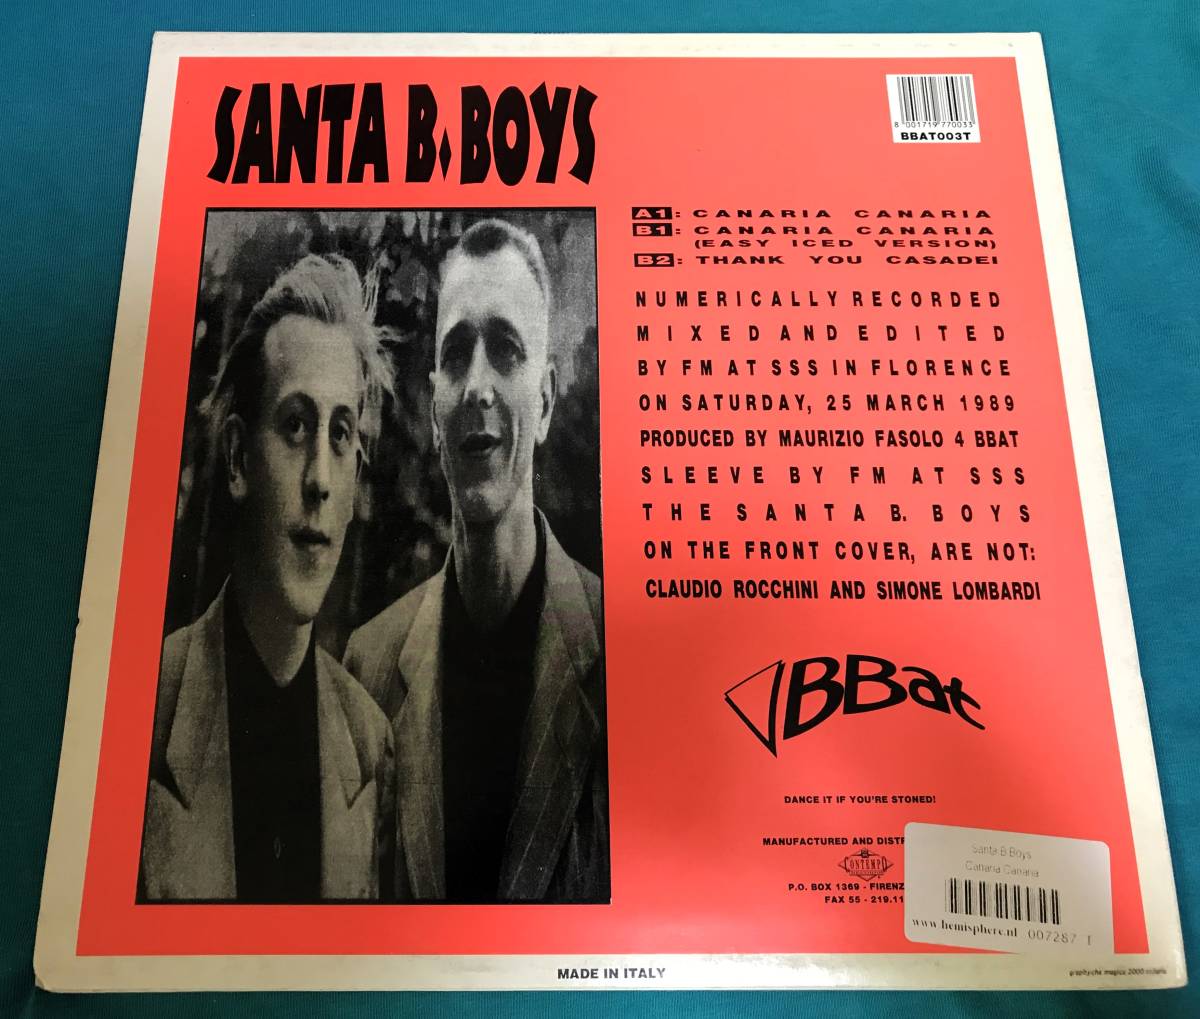 SANTA B. BOYS
8 001719 770033
BBAT003T
A1: CANARIA CANARIA
B1: CANARIA CANARIA
(EASY ICED VERSION)
B2: THANK YOU CASADEI
NUMERICALLY RECORDED
MIXED AND EDITED
BY FM AT SSS IN FLORENCE
ON SATURDAY, 25 MARCH 1989
PRODUCED BY MAURIZIO FASOLO 4 BBAT
SLEEVE BY FM AT SSS
THE SANTA B. BOYS
ON THE FRONT COVER, ARE NOT:
CLAUDIO ROCCHINI AND SIMONE LOMBARDI
BBat
DANCE IT IF YOU'RE STONED!
MANUFACTURED AND DISTR
CONTEMPO
P.O. BOX 1369 - FIRENZ
FAX 55 - 219.11
Santa B Boys
Canaria Canaria
www.hemisphere.nl 007287
MADE IN ITALY
magica 2000